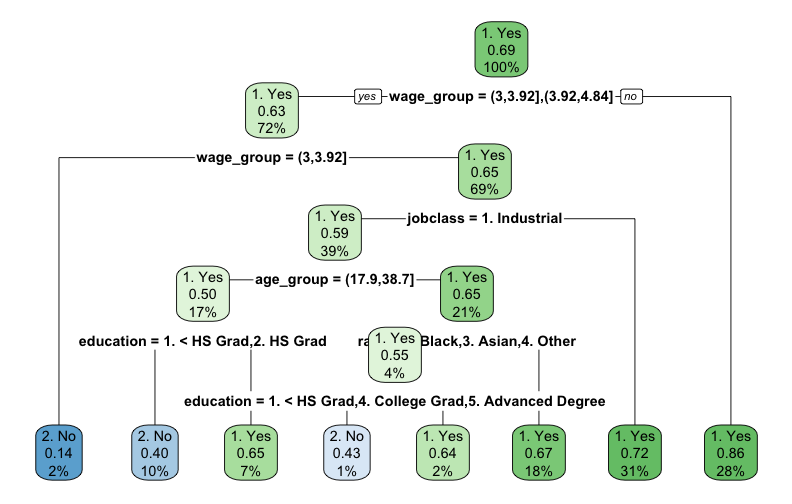 1. Yes
0.69
100%
yes wage_group = (3,3.92],(3.92,4.84] no
1. Yes
0.63
72%
wage_group = (3,3.92]
1. Yes
0.65
69%
jobclass = 1. Industrial
1. Yes
0.59
39%
age_group = (17.9,38.7]
1. Yes
0.50
17%
1. Yes
0.65
21%
education = 1. < HS Grad,2. HS Grad
Black,3. Asian,4. Other
1. Yes
0.55
4%
education = 1. < HS Grad,4. College Grad,5. Advanced Degree
2. No
0.14
2%
2. No
0.40
10%
1. Yes
0.65
7%
2. No
0.43
1%
1. Yes
0.64
2%
1. Yes
0.67
18%
1. Yes
0.72
31%
1. Yes
0.86
28%